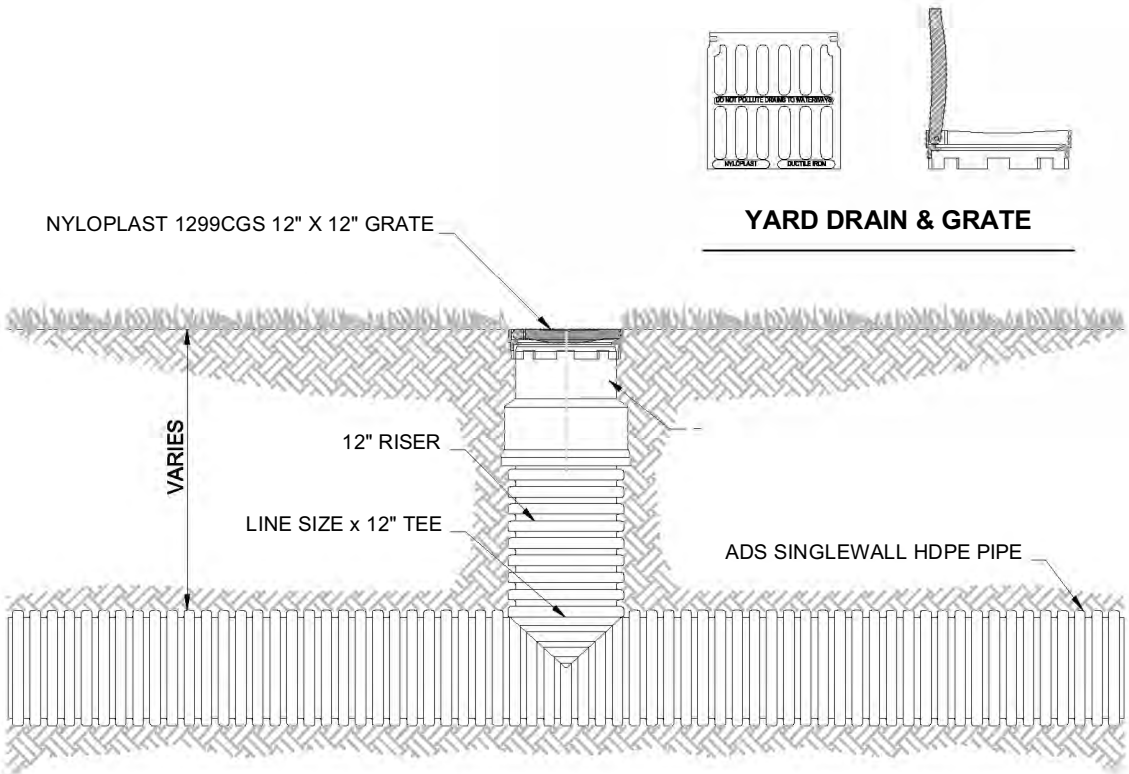 DO NOT POLLUTE DRAINS TO WATERWAYS
NYLOPLAST DUCTILE IRON
YARD DRAIN & GRATE
NYLOPLAST 1299CGS 12" X 12" GRATE
VARIES
12" RISER
LINE SIZE x 12" TEE
ADS SINGLEWALL HDPE PIPE